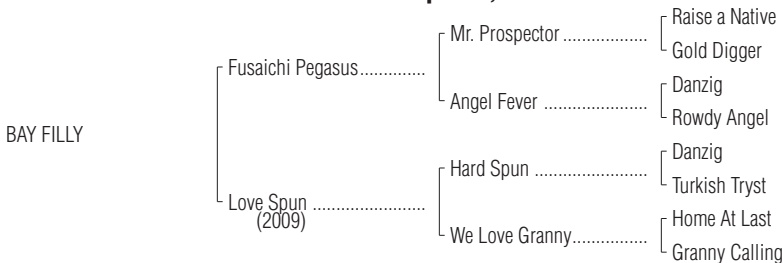 Raise a Native
Mr. Prospector ..................
Gold Digger
Fusaichi Pegasus..............
Danzig
Angel Fever ......................
Rowdy Angel
BAY FILLY
Danzig
Hard Spun ........................
Turkish Tryst
Love Spun ........................
(2009)
Home At Last
We Love Granny................
Granny Calling